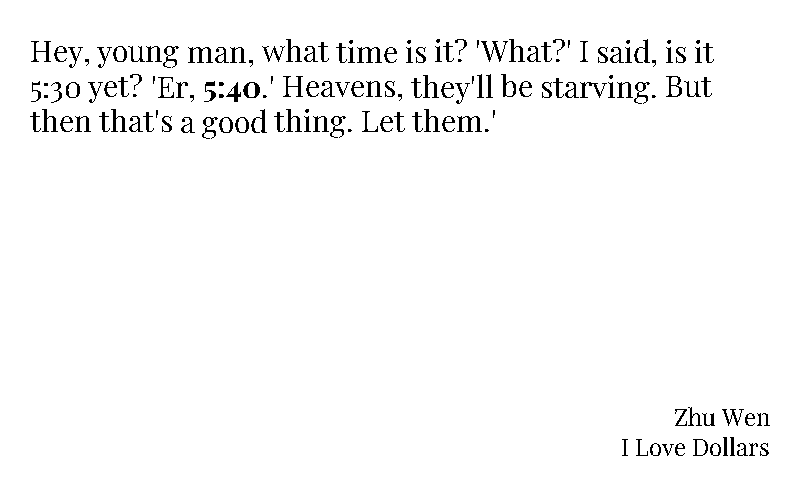 Hey, young man, what time is it? 'What?' I said, is it
5:30 yet? 'Er, 5:40.' Heavens, they'll be starving. But
then that's a good thing. Let them.'
Zhu Wen
I Love Dollars